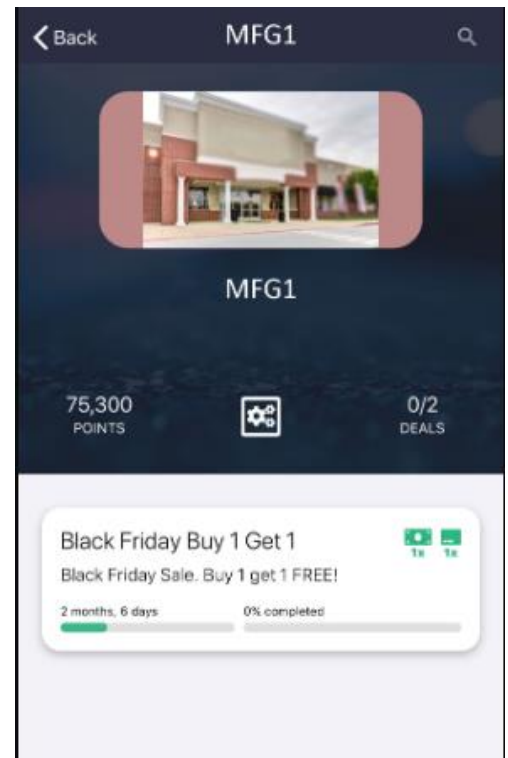 Back
MFG1
MFG1
75,300
POINTS
0/2
DEALS
Black Friday Buy 1 Get 1
1x 1x
Black Friday Sale. Buy 1 get 1 FREE!
2 months, 6 days
0% completed